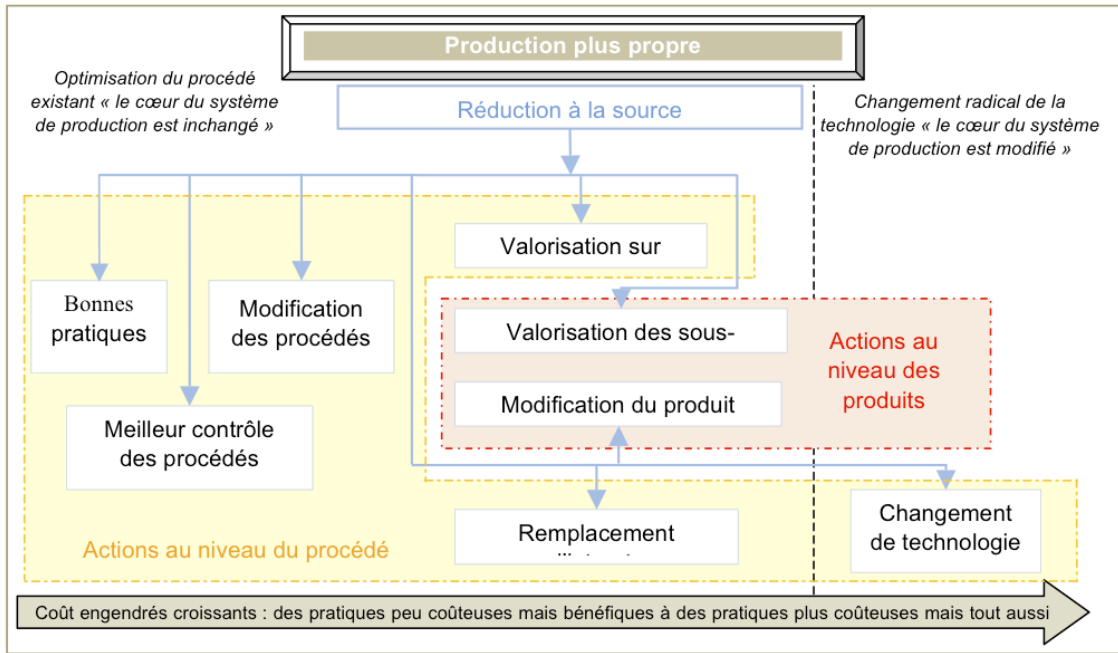 Production plus propre
Optimisation du procédé
existant « le cœur du système
de production est inchangé »
Réduction à la source
Changement radical de la
technologie « le cœur du système
de production est modifié »
Valorisation sur
Bonnes
pratiques
Modification
des procédés
Valorisation des sous-
Actions au
niveau des
produits
Modification du produit
Meilleur contrôle
des procédés
Remplacement
Changement
de technologie
Actions au niveau du procédé
Coût engendrés croissants : des pratiques peu coûteuses mais bénéfiques à des pratiques plus coûteuses mais tout aussi